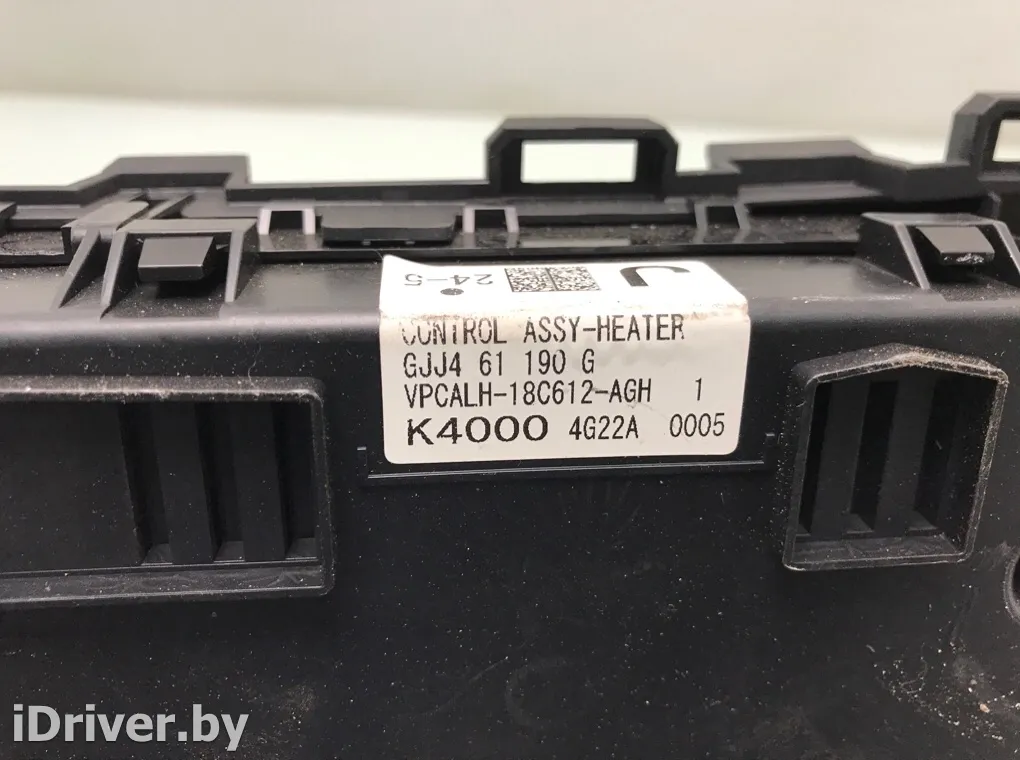 24-5
J
CONTROL ASSY-HEATER
GJJ4 61 190 G
VPCALH-18C612-AGH 1
K4000 4G22A 0005
iDriver.by